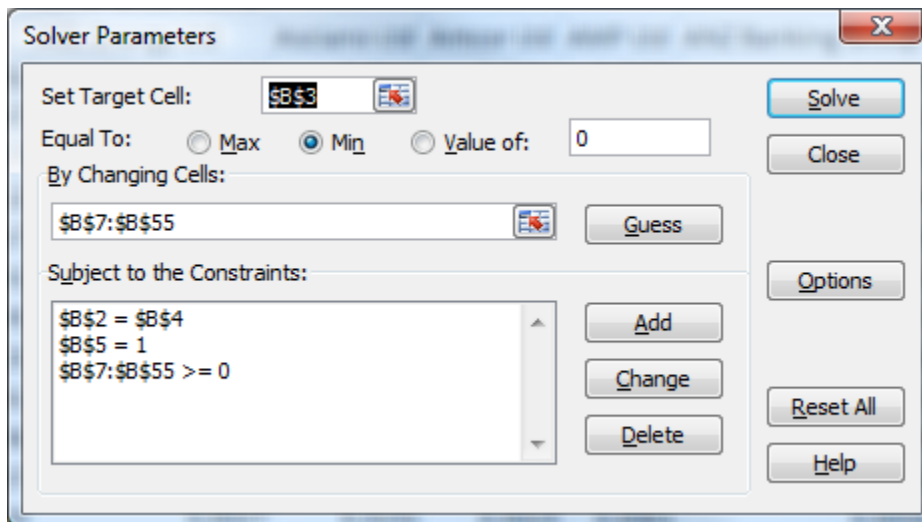 Solver Parameters
X
Set Target Cell: $B$3
Solve
Equal To: Max Min Value of: 0
Close
By Changing Cells:
$B$7:$B$55
Guess
Subject to the Constraints:
Options
$B$2 = $B$4
Add
$B$5 = 1
$B$7:$B$55 >= 0
Change
Reset All
Delete
Help